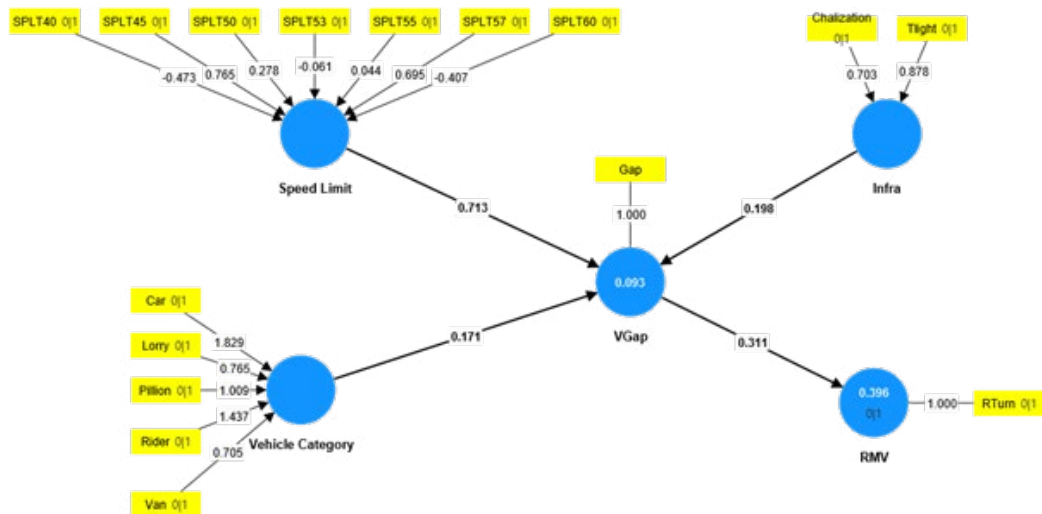 SPLT40 0|1
SPLT45 0|1
SPLT50 0|1
SPLT53 0|1
SPLT55 0|1
SPLT57 0|1
SPLT60 0|1
-0.473
0.765
0.278
-0.061
0.044
0.695
-0.407
Speed Limit
Chalization
0|1
Tlight 0|1
0.703
0.878
Infra
Gap
1.000
0.713
0.198
0.093
VGap
Car 0|1
Lorry 0|1
Pillion 0|1
Rider 0|1
Van 0|1
1.829
0.765
1.009
1.437
0.705
Vehicle Category
0.171
0.311
0.396
0|1
RMV
1.000
RTurn 0|1